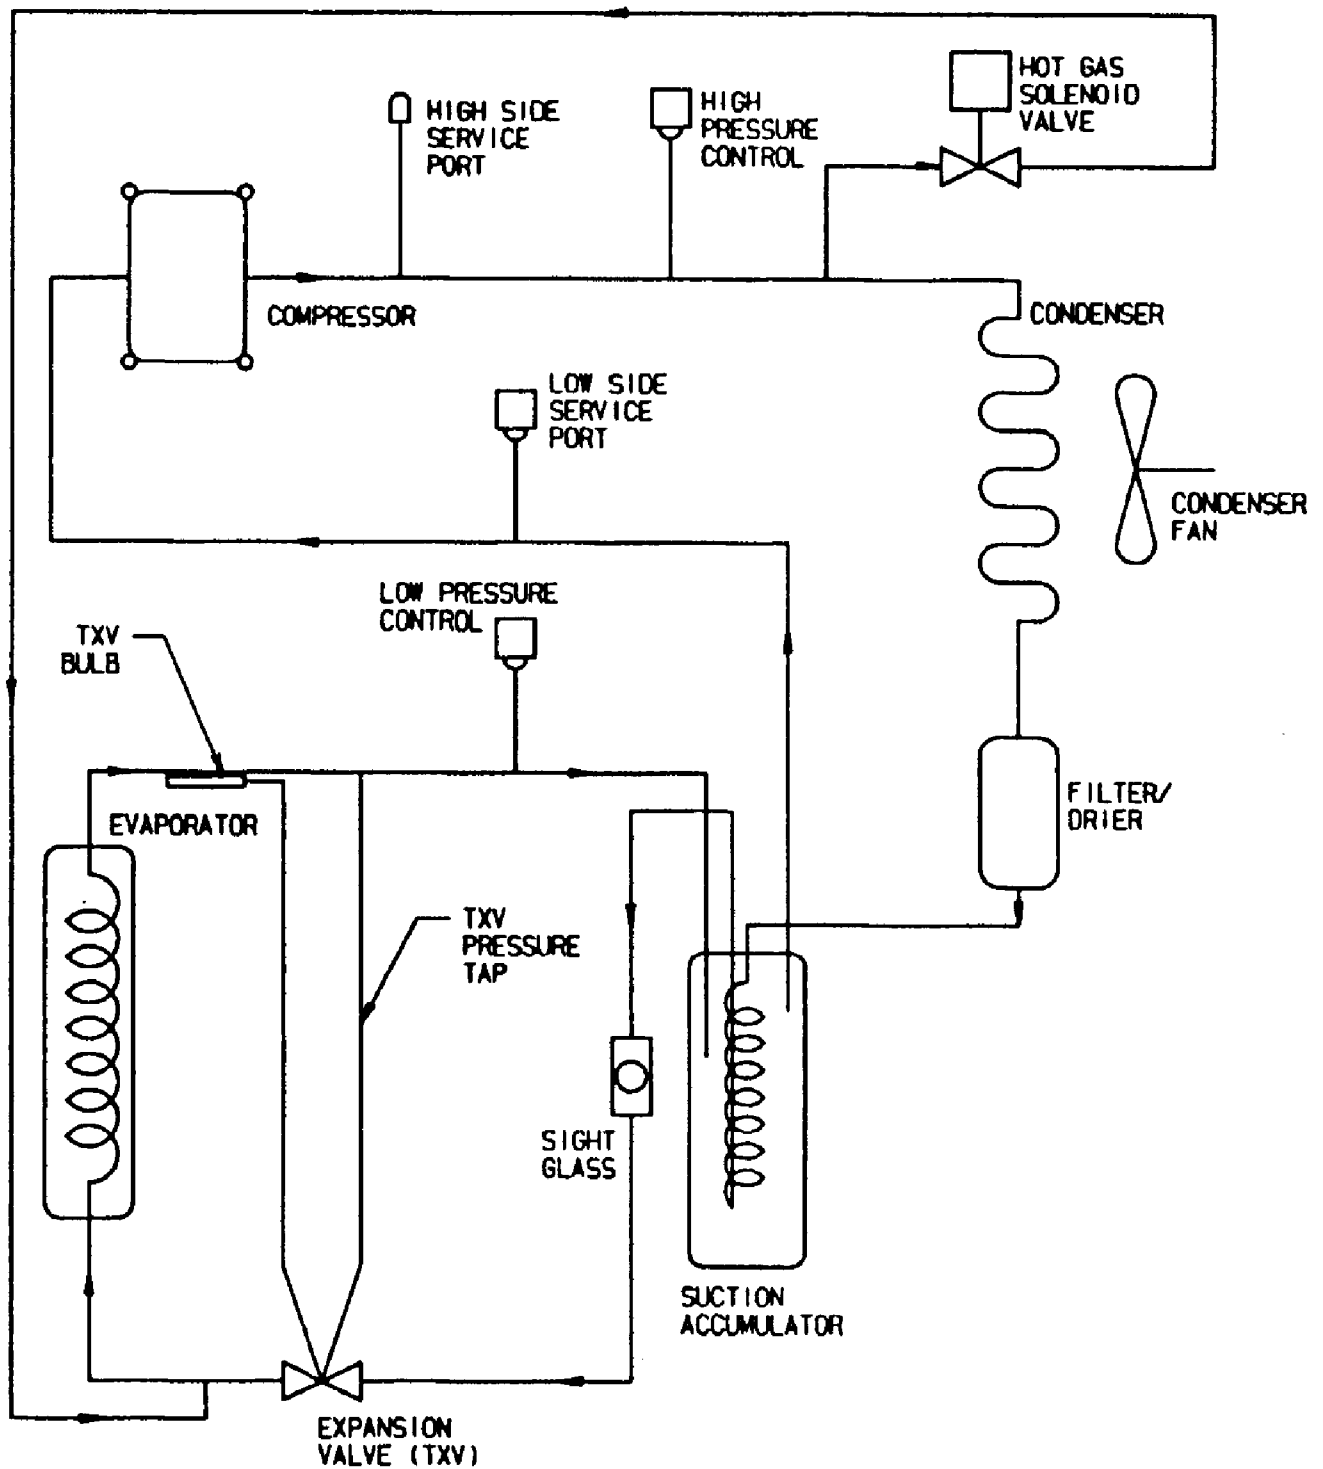 HOT GAS
SOLENOID
VALVE
HIGH SIDE
SERVICE
PORT
HIGH
PRESSURE
CONTROL
COMPRESSOR
CONDENSER
LOW SIDE
SERVICE
PORT
CONDENSER
FAN
LOW PRESSURE
CONTROL
TXV
BULB
EVAPORATOR
FILTER/
DRIER
TXV
PRESSURE
TAP
SIGHT
GLASS
SUCTION
ACCUMULATOR
EXPANSION
VALVE (TXV)